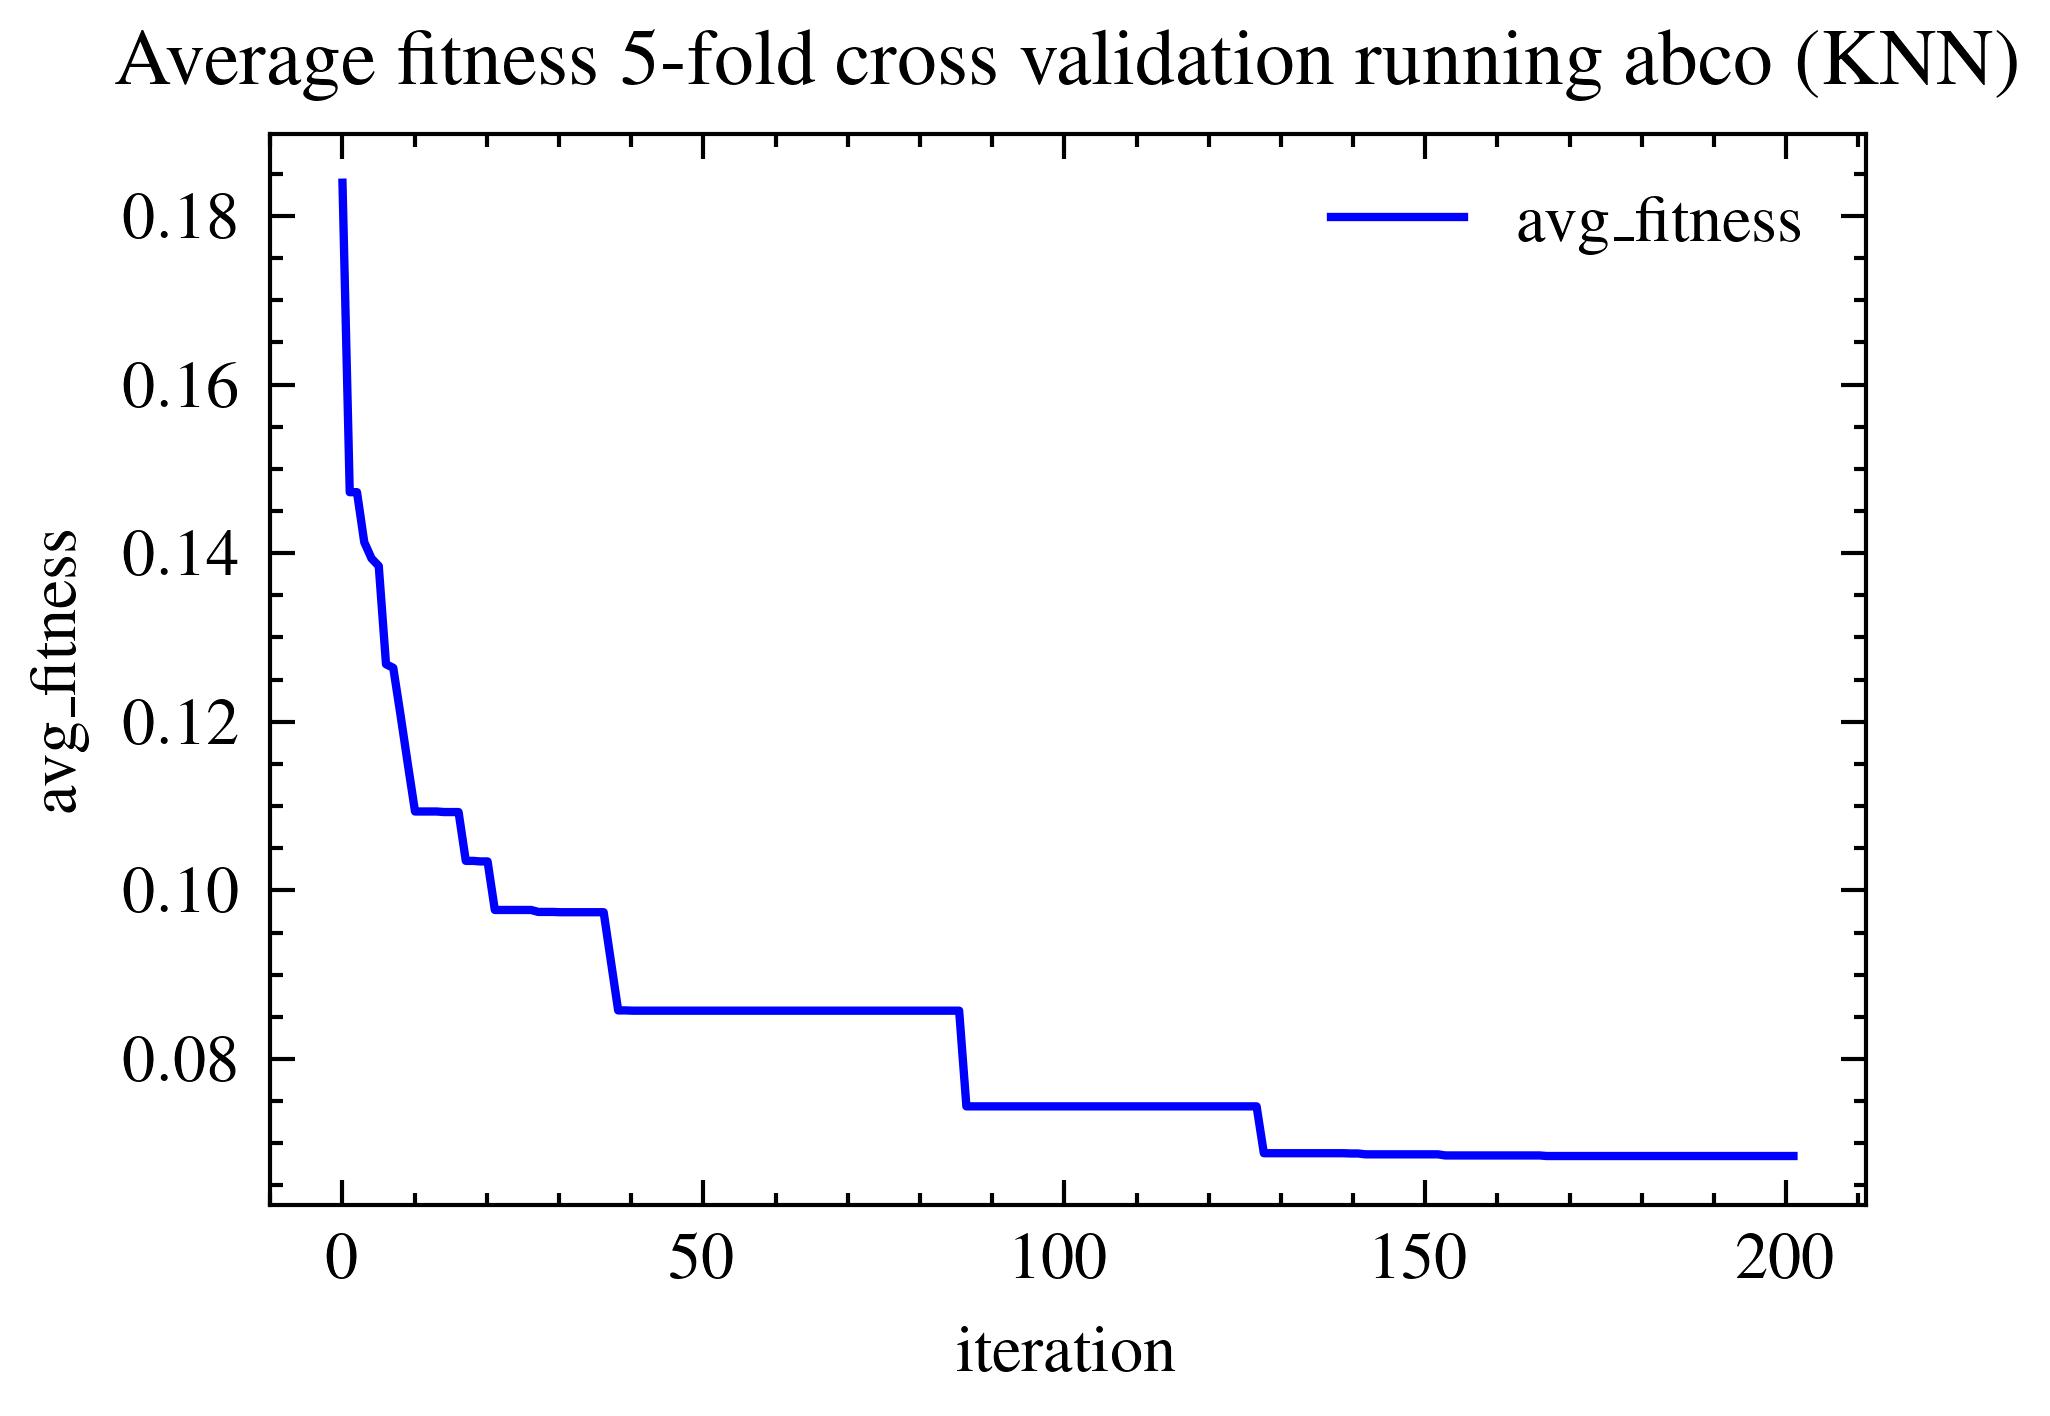 Average fitness 5-fold cross validation running abco (KNN)
avg_fitness
0.18
0.16
0.14
0.12
0.10
0.08
avg_fitness
0 50 100 150 200
iteration